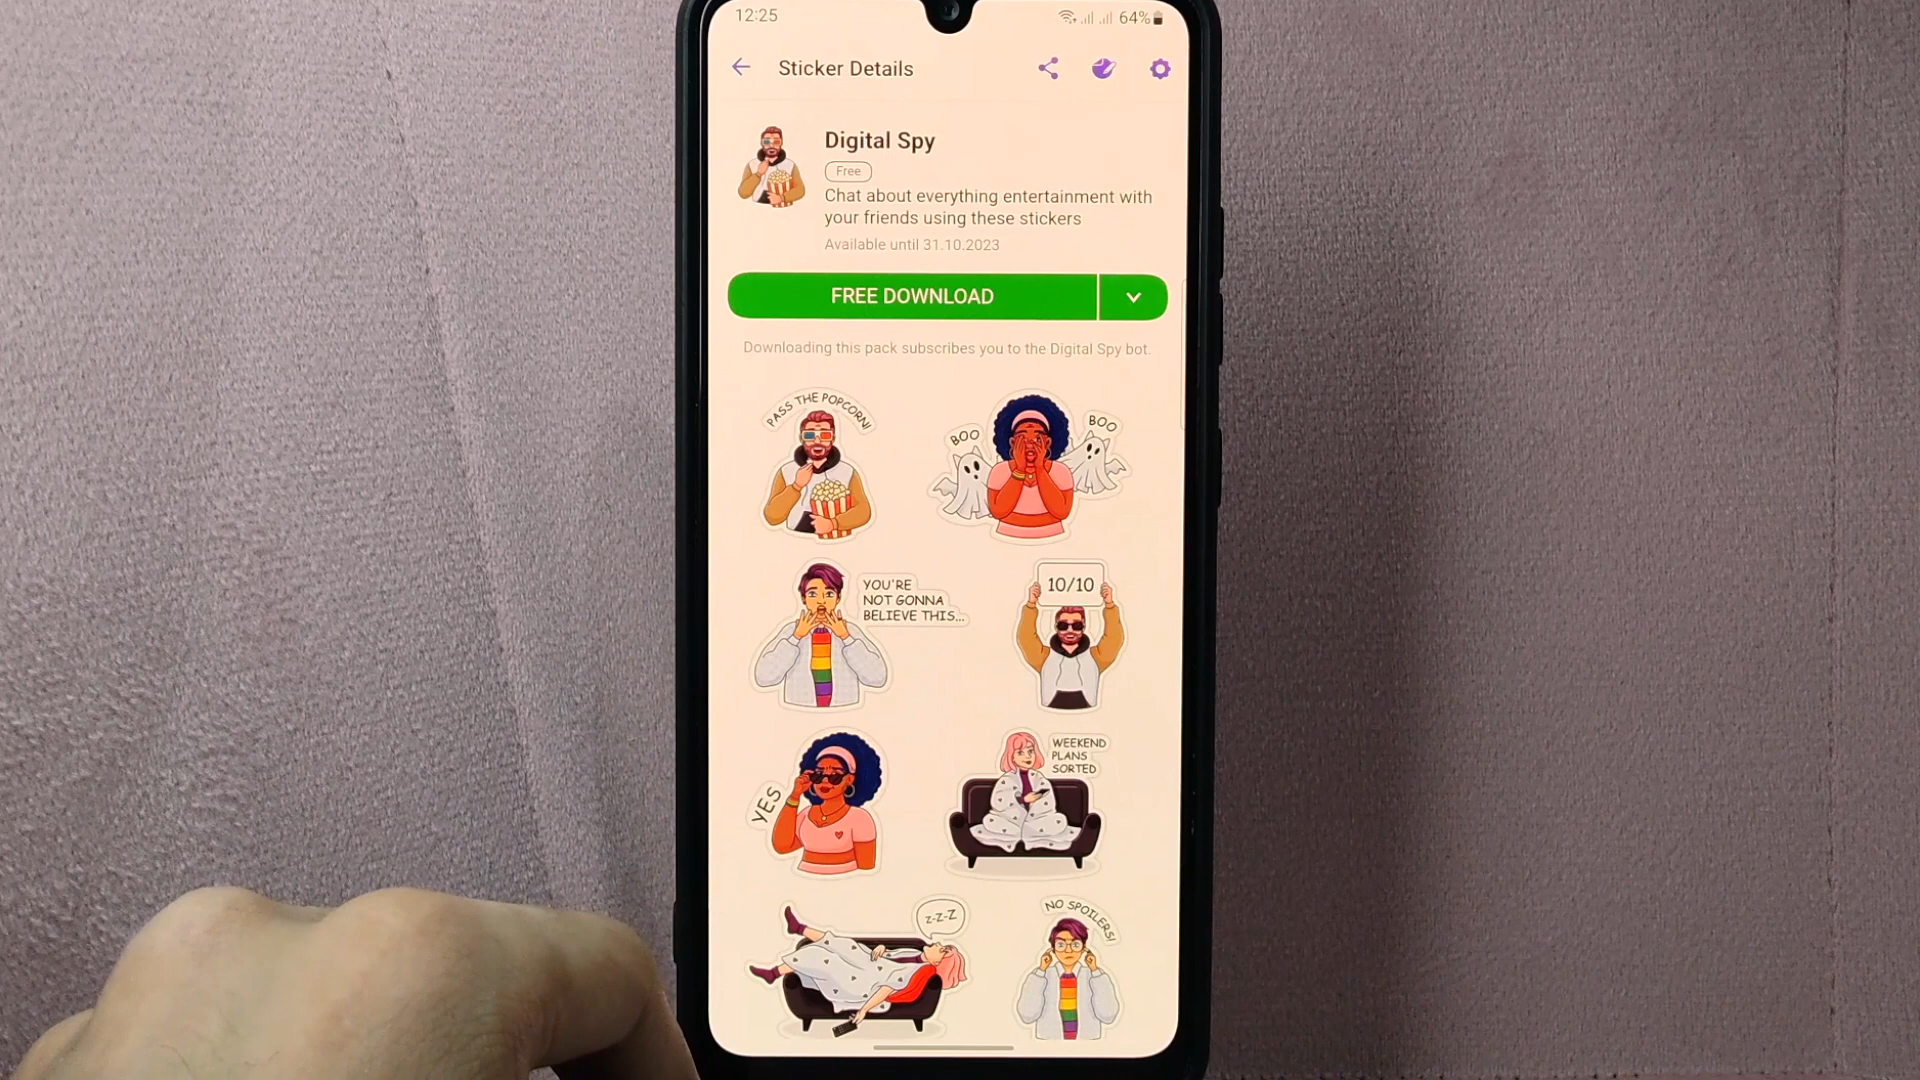 12:25
64%
Sticker Details
Digital Spy
Free
Chat about everything entertainment with
your friends using these stickers
Available until 31.10.2023
FREE DOWNLOAD
Downloading this pack subscribes you to the Digital Spy bot.
PASS THE POPCORN!
BOO
BOO
YOU'RE
NOT GONNA
BELIEVE THIS...
10/10
YES
WEEKEND
PLANS
SORTED
Z-Z-Z
NO SPOILERS!